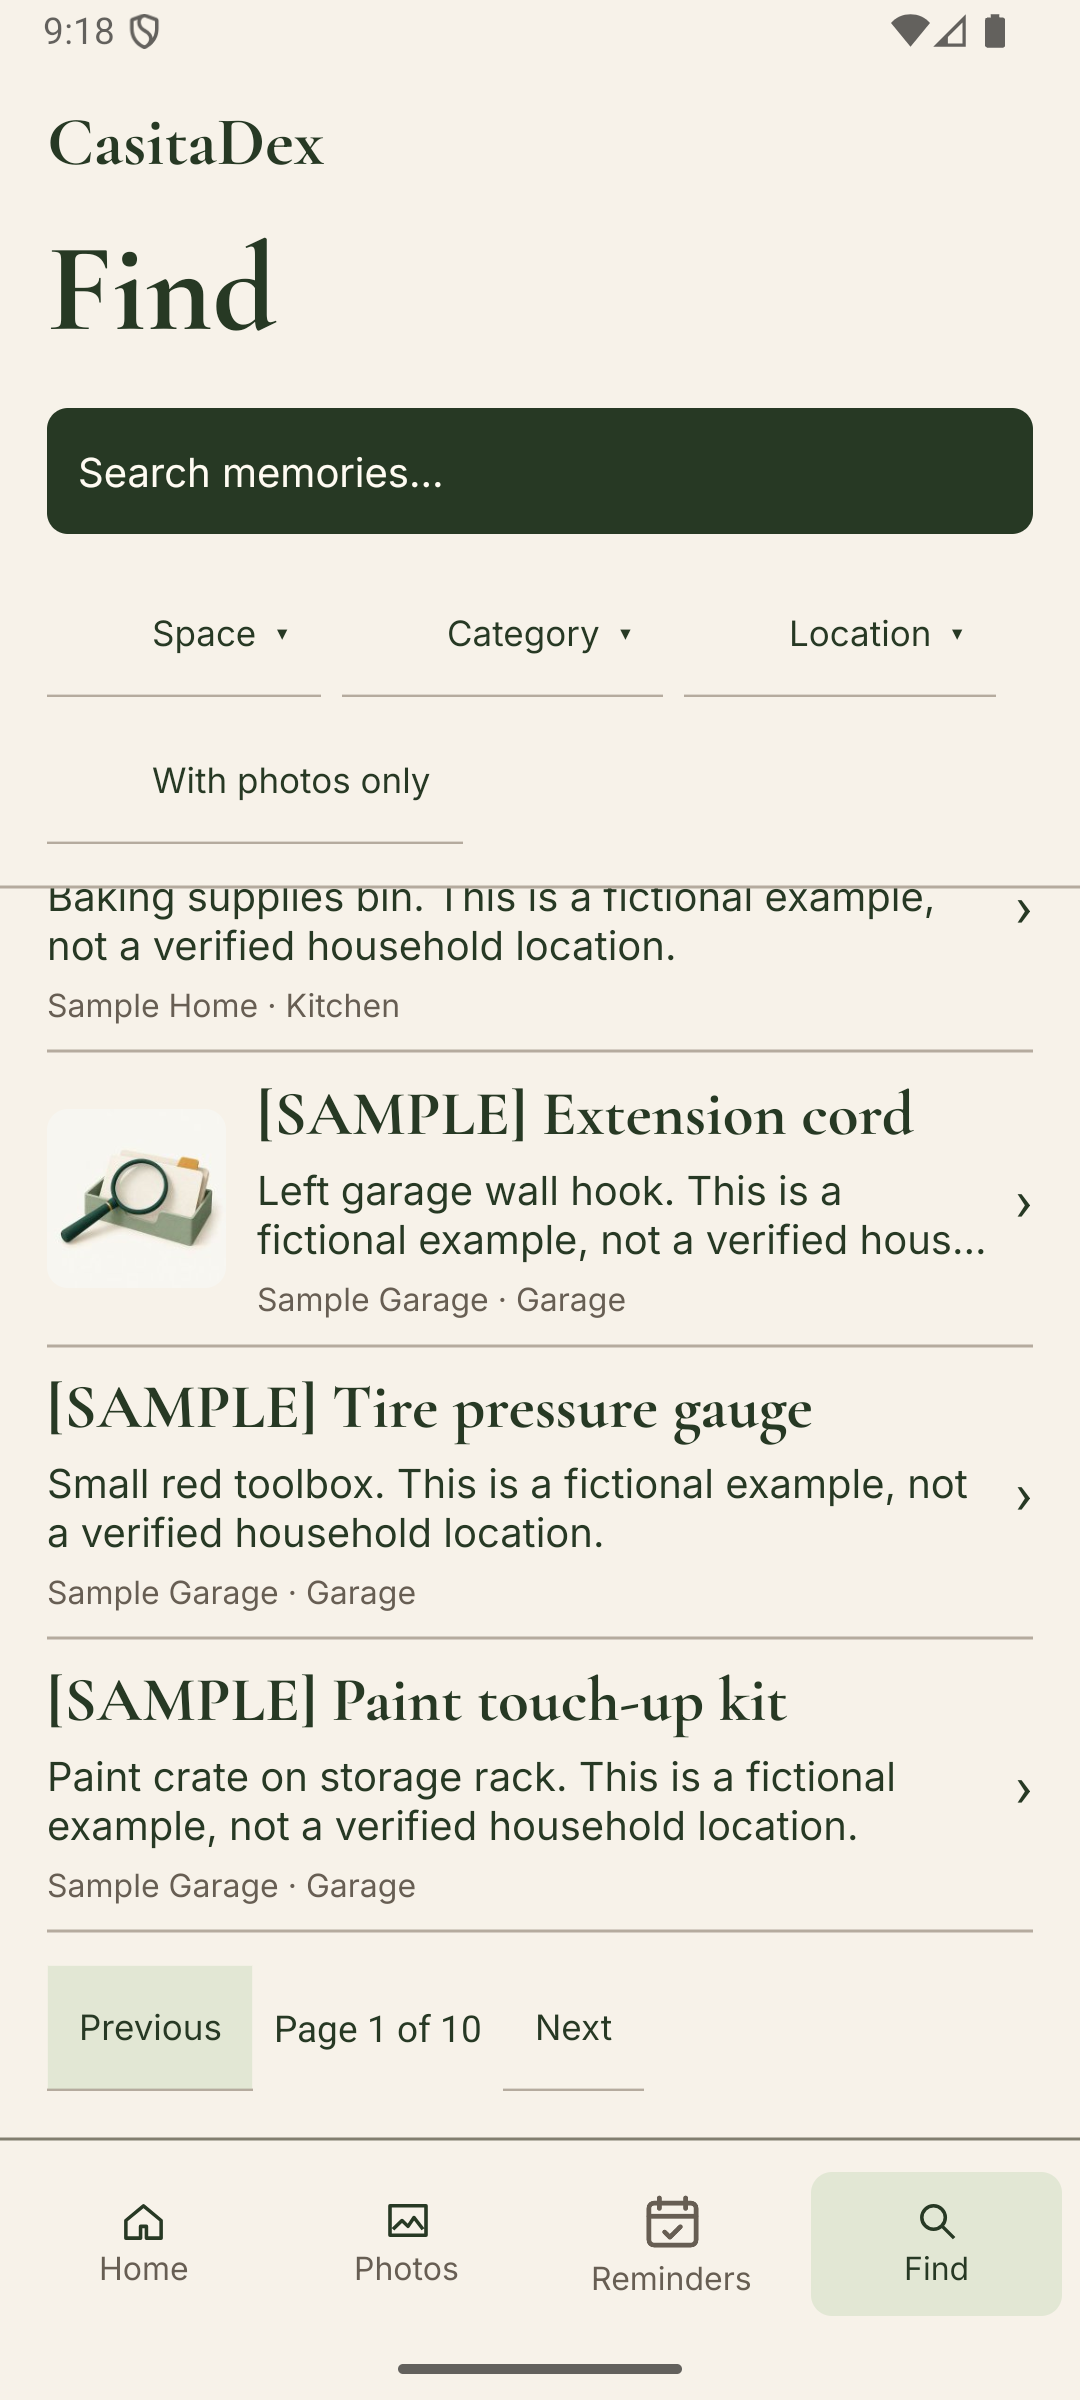 9:18
CasitaDex
Find
Search memories...
Space ▾
Category ▾
Location ▾
With photos only
Baking supplies bin. This is a fictional example,
not a verified household location.
Sample Home · Kitchen
[SAMPLE] Extension cord
Left garage wall hook. This is a
fictional example, not a verified hous...
Sample Garage · Garage
[SAMPLE] Tire pressure gauge
Small red toolbox. This is a fictional example, not
a verified household location.
Sample Garage · Garage
[SAMPLE] Paint touch-up kit
Paint crate on storage rack. This is a fictional
example, not a verified household location.
Sample Garage · Garage
Previous
Page 1 of 10
Next
Home
Photos
Reminders
Find